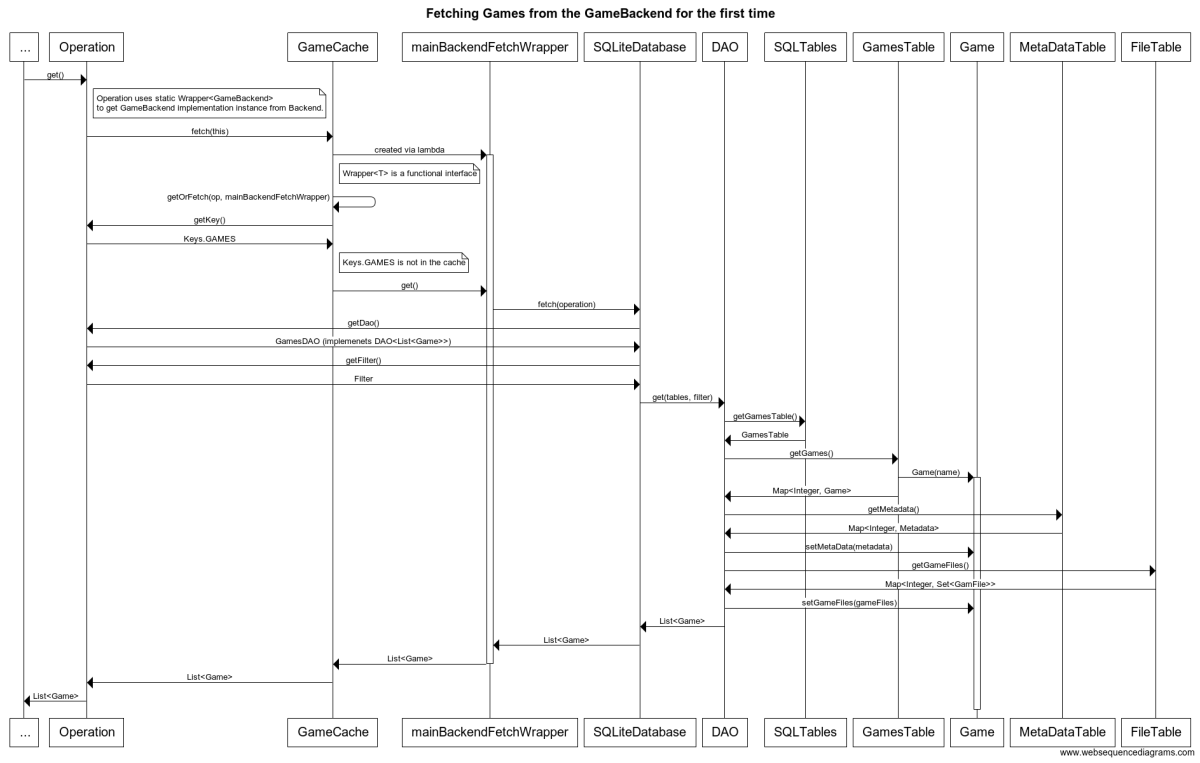 Fetching Games from the GameBackend for the first time
...
Operation
GameCache
mainBackendFetchWrapper
SQLiteDatabase
DAO
SQLTables
GamesTable
Game
MetaDataTable
FileTable
get()
Operation uses static Wrapper<GameBackend>
to get GameBackend implementation instance from Backend.
fetch(this)
created via lambda
Wrapper<T> is a functional interface
getOrFetch(op, mainBackendFetchWrapper)
getKey()
Keys.GAMES
Keys.GAMES is not in the cache
get()
fetch(operation)
getDao()
GamesDAO (implemenets DAO<List<Game>>)
getFilter()
Filter
get(tables, filter)
getGamesTable()
GamesTable
getGames()
Game(name)
Map<Integer, Game>
getMetadata()
Map<Integer, Metadata>
setMetaData(metadata)
getGameFiles()
Map<Integer, Set<GamFile>>
setGameFiles(gameFiles)
List<Game>
List<Game>
List<Game>
List<Game>
List<Game>
...
Operation
GameCache
mainBackendFetchWrapper
SQLiteDatabase
DAO
SQLTables
GamesTable
Game
MetaDataTable
FileTable
www.websequencediagrams.com